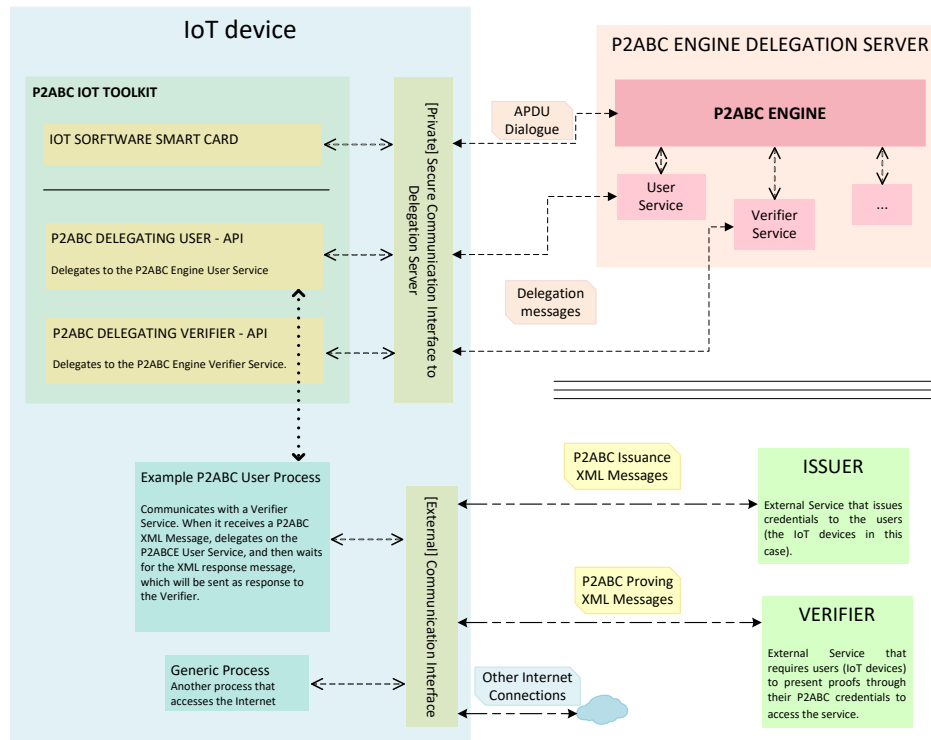 IoT device
P2ABC IOT TOOLKIT
IOT SORFTWARE SMART CARD
P2ABC DELEGATING USER - API
Delegates to the P2ABC Engine User Service
P2ABC DELEGATING VERIFIER - API
Delegates to the P2ABC Engine Verifier Service.
[Private] Secure Communication Interface to
Delegation Server
APDU
Dialogue
Delegation
messages
P2ABC ENGINE DELEGATION SERVER
P2ABC ENGINE
User
Service
Verifier
Service
...
Example P2ABC User Process
Communicates with a Verifier
Service. When it receives a P2ABC
XML Message, delegates on the
P2ABCE User Service, and then waits
for the XML response message,
which will be sent as response to
the Verifier.
Generic Process
Another process that
accesses the Internet
[External] Communication Interface
P2ABC Issuance
XML Messages
P2ABC Proving
XML Messages
Other Internet
Connections
ISSUER
External Service that issues
credentials to the users
(the IoT devices in this
case).
VERIFIER
External Service that
requires users (IoT devices)
to present proofs through
their P2ABC credentials to
access the service.